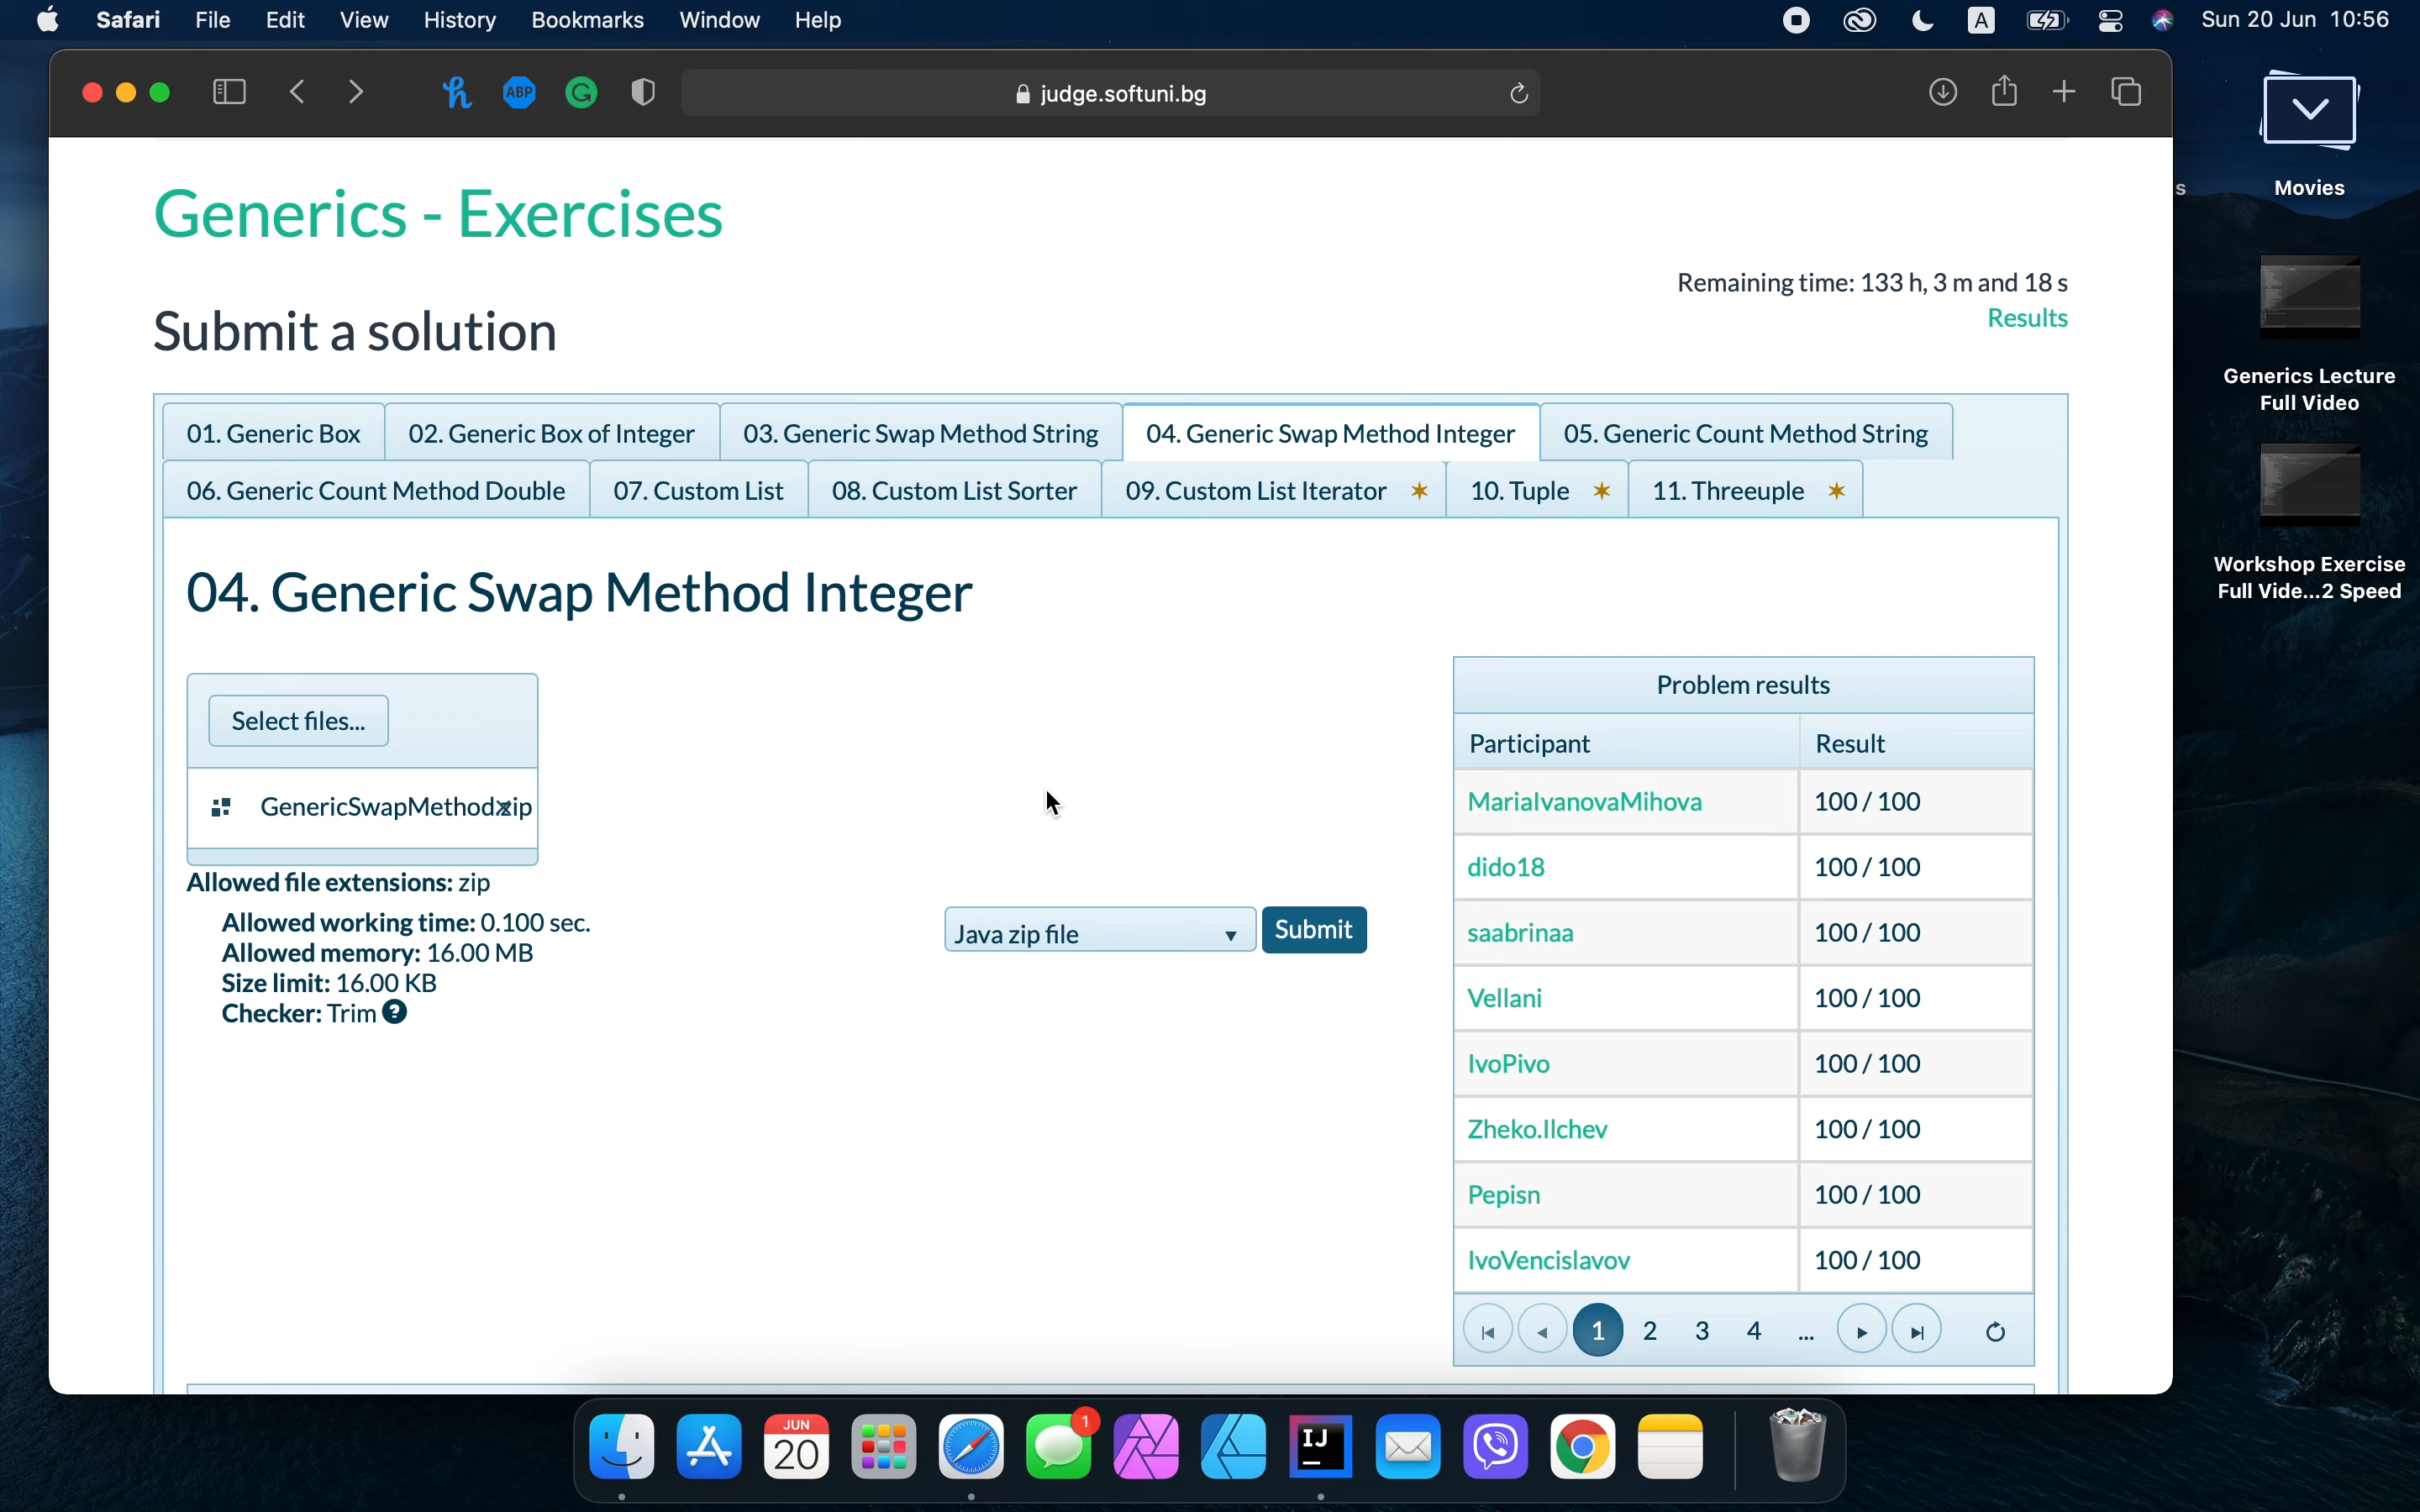 Safari File Edit View History Bookmarks Window Help A Sun 20 Jun 10:56
ABP judge.softuni.bg
Movies
s
Generics Lecture
Full Video
Workshop Exercise
Full Vide...2 Speed
Generics - Exercises
Remaining time: 133 h, 3 m and 18 s
Results
Submit a solution
01. Generic Box 02. Generic Box of Integer 03. Generic Swap Method String 04. Generic Swap Method Integer 05. Generic Count Method String
06. Generic Count Method Double 07. Custom List 08. Custom List Sorter 09. Custom List Iterator 10. Tuple 11. Threeuple
04. Generic Swap Method Integer
Select files...
GenericSwapMethod.zip
Allowed file extensions: zip
Allowed working time: 0.100 sec.
Allowed memory: 16.00 MB
Size limit: 16.00 KB
Checker: Trim ?
Java zip file Submit
Problem results
Participant Result
MariaIvanovaMihova 100 / 100
dido18 100 / 100
saabrinaa 100 / 100
Vellani 100 / 100
IvoPivo 100 / 100
Zheko.Ilchev 100 / 100
Pepisn 100 / 100
IvoVencislavov 100 / 100
1 2 3 4 ...
JUN
20
1
IJ